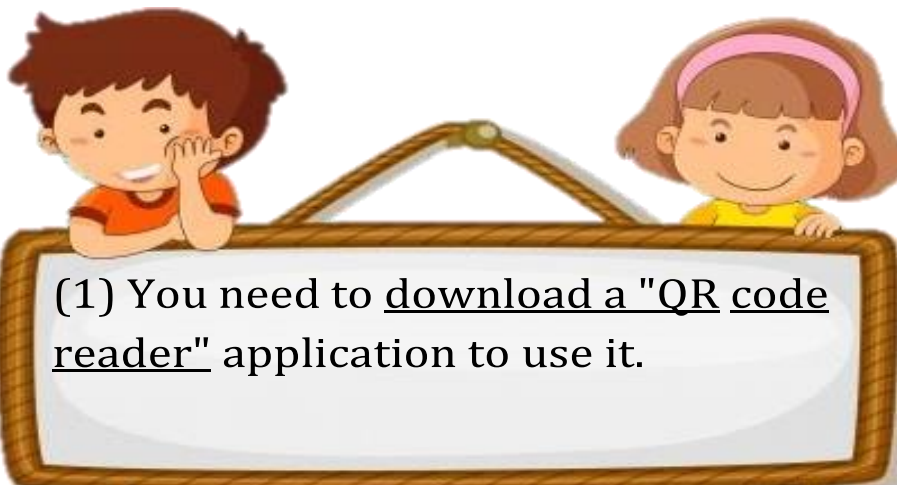 (1) You need to download a "QR code
reader" application to use it.